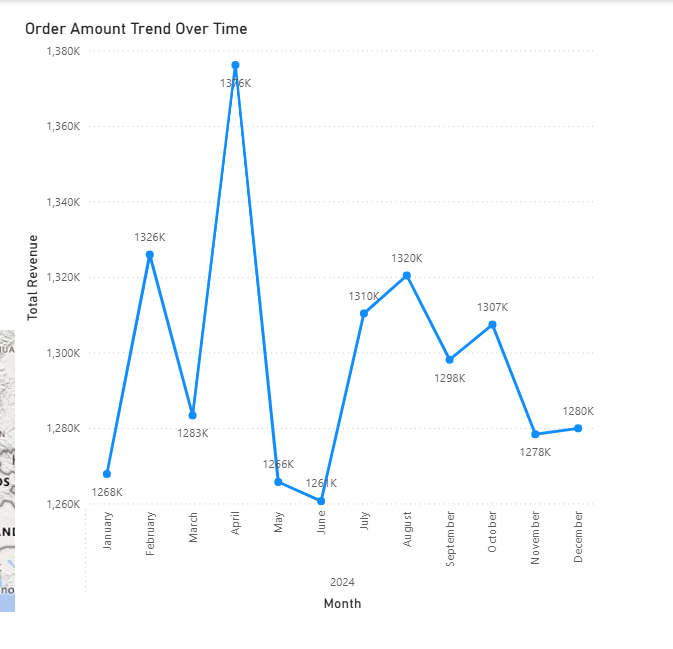 Order Amount Trend Over Time
1,380K
1376K
1,360K
1,340K
1326K
1,320K
1320K
1310K
1307K
1,300K
1298K
1283K
1,280K
1280K
1278K
1268K
1266K
1261K
1,260K
Total Revenue
January
February
March
April
May
June
July
August
September
October
November
December
2024
Month